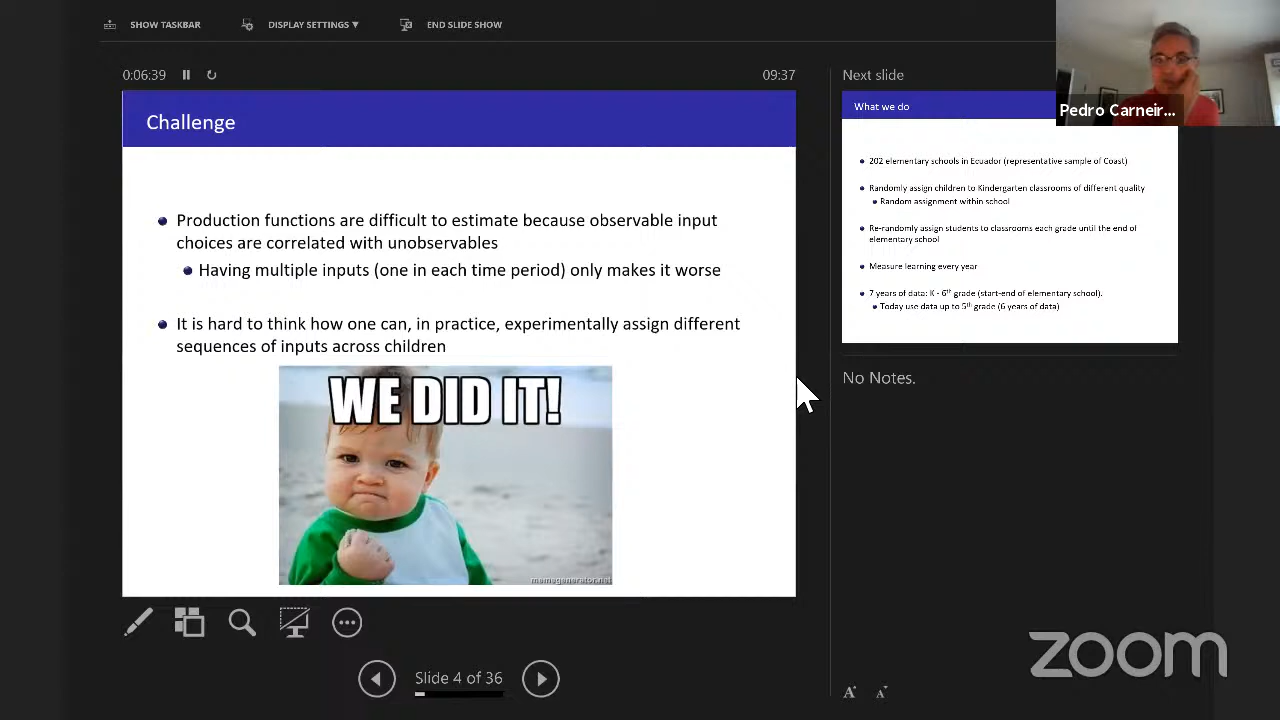 SHOW TASKBAR
DISPLAY SETTINGS ▼
END SLIDE SHOW
0:06:39
09:37
Challenge
Production functions are difficult to estimate because observable input
choices are correlated with unobservables
Having multiple inputs (one in each time period) only makes it worse
It is hard to think how one can, in practice, experimentally assign different
sequences of inputs across children
WE DID IT!
memegenerator.net
Slide 4 of 36
Next slide
What we do
202 elementary schools in Ecuador (representative sample of Coast)
Randomly assign children to Kindergarten classrooms of different quality
Random assignment within school
Re-randomly assign students to classrooms each grade until the end of
elementary school
Measure learning every year
7 years of data: K - 6th grade (start-end of elementary school).
Today use data up to 5th grade (6 years of data)
No Notes.
A A
Pedro Carneir...
zoom